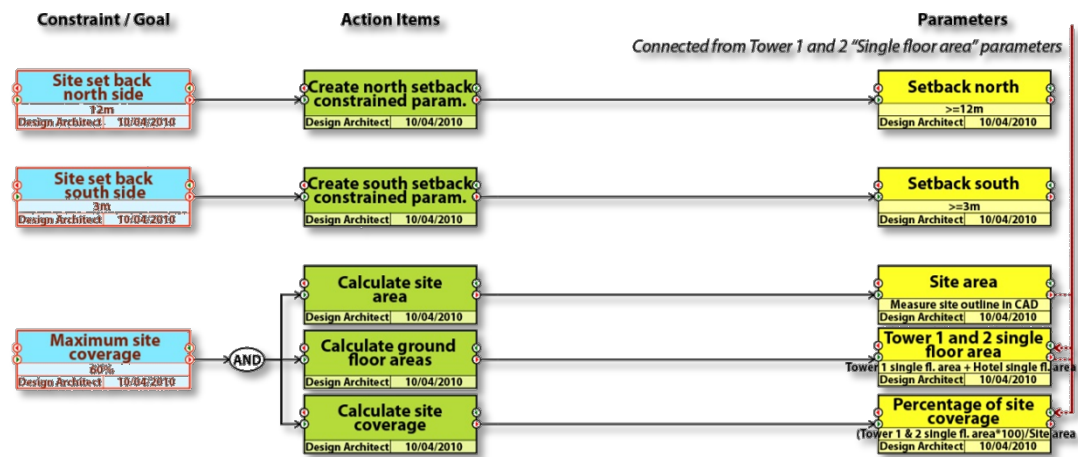 Constraint / Goal
Action Items
Parameters
Connected from Tower 1 and 2 “Single floor area” parameters
Site set back
north side
12m
Design Architect 10/04/2010
Create north setback
constrained param.
Design Architect 10/04/2010
Setback north
>=12m
Design Architect 10/04/2010
Site set back
south side
3m
Design Architect 10/04/2010
Create south setback
constrained param.
Design Architect 10/04/2010
Setback south
>=3m
Design Architect 10/04/2010
Maximum site
coverage
60%
Design Architect 10/04/2010
AND
Calculate site
area
Design Architect 10/04/2010
Site area
Measure site outline in CAD
Design Architect 10/04/2010
Calculate ground
floor areas
Design Architect 10/04/2010
Tower 1 and 2 single
floor area
Tower 1 single fl. area + Hotel single fl. area
Design Architect 10/04/2010
Calculate site
coverage
Design Architect 10/04/2010
Percentage of site
coverage
(Tower 1 & 2 single fl. area*100)/Site area
Design Architect 10/04/2010